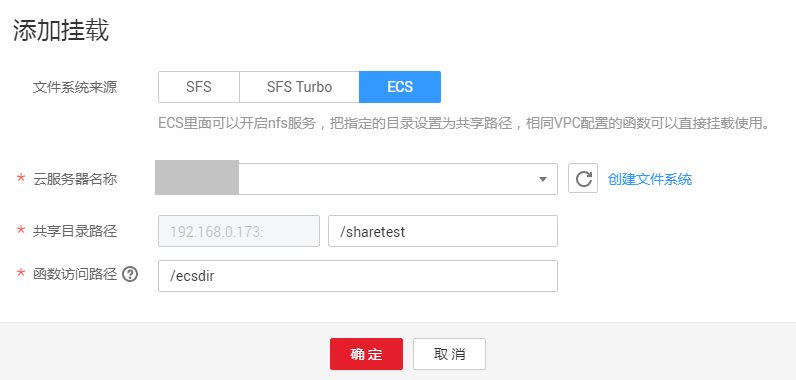 添加挂载
文件系统来源 SFS SFS Turbo ECS
ECS里面可以开启nfs服务，把指定的目录设置为共享路径，相同VPC配置的函数可以直接挂载使用。
* 云服务器名称 创建文件系统
* 共享目录路径 192.168.0.173: /sharetest
* 函数访问路径 ? /ecsdir
确定 取消